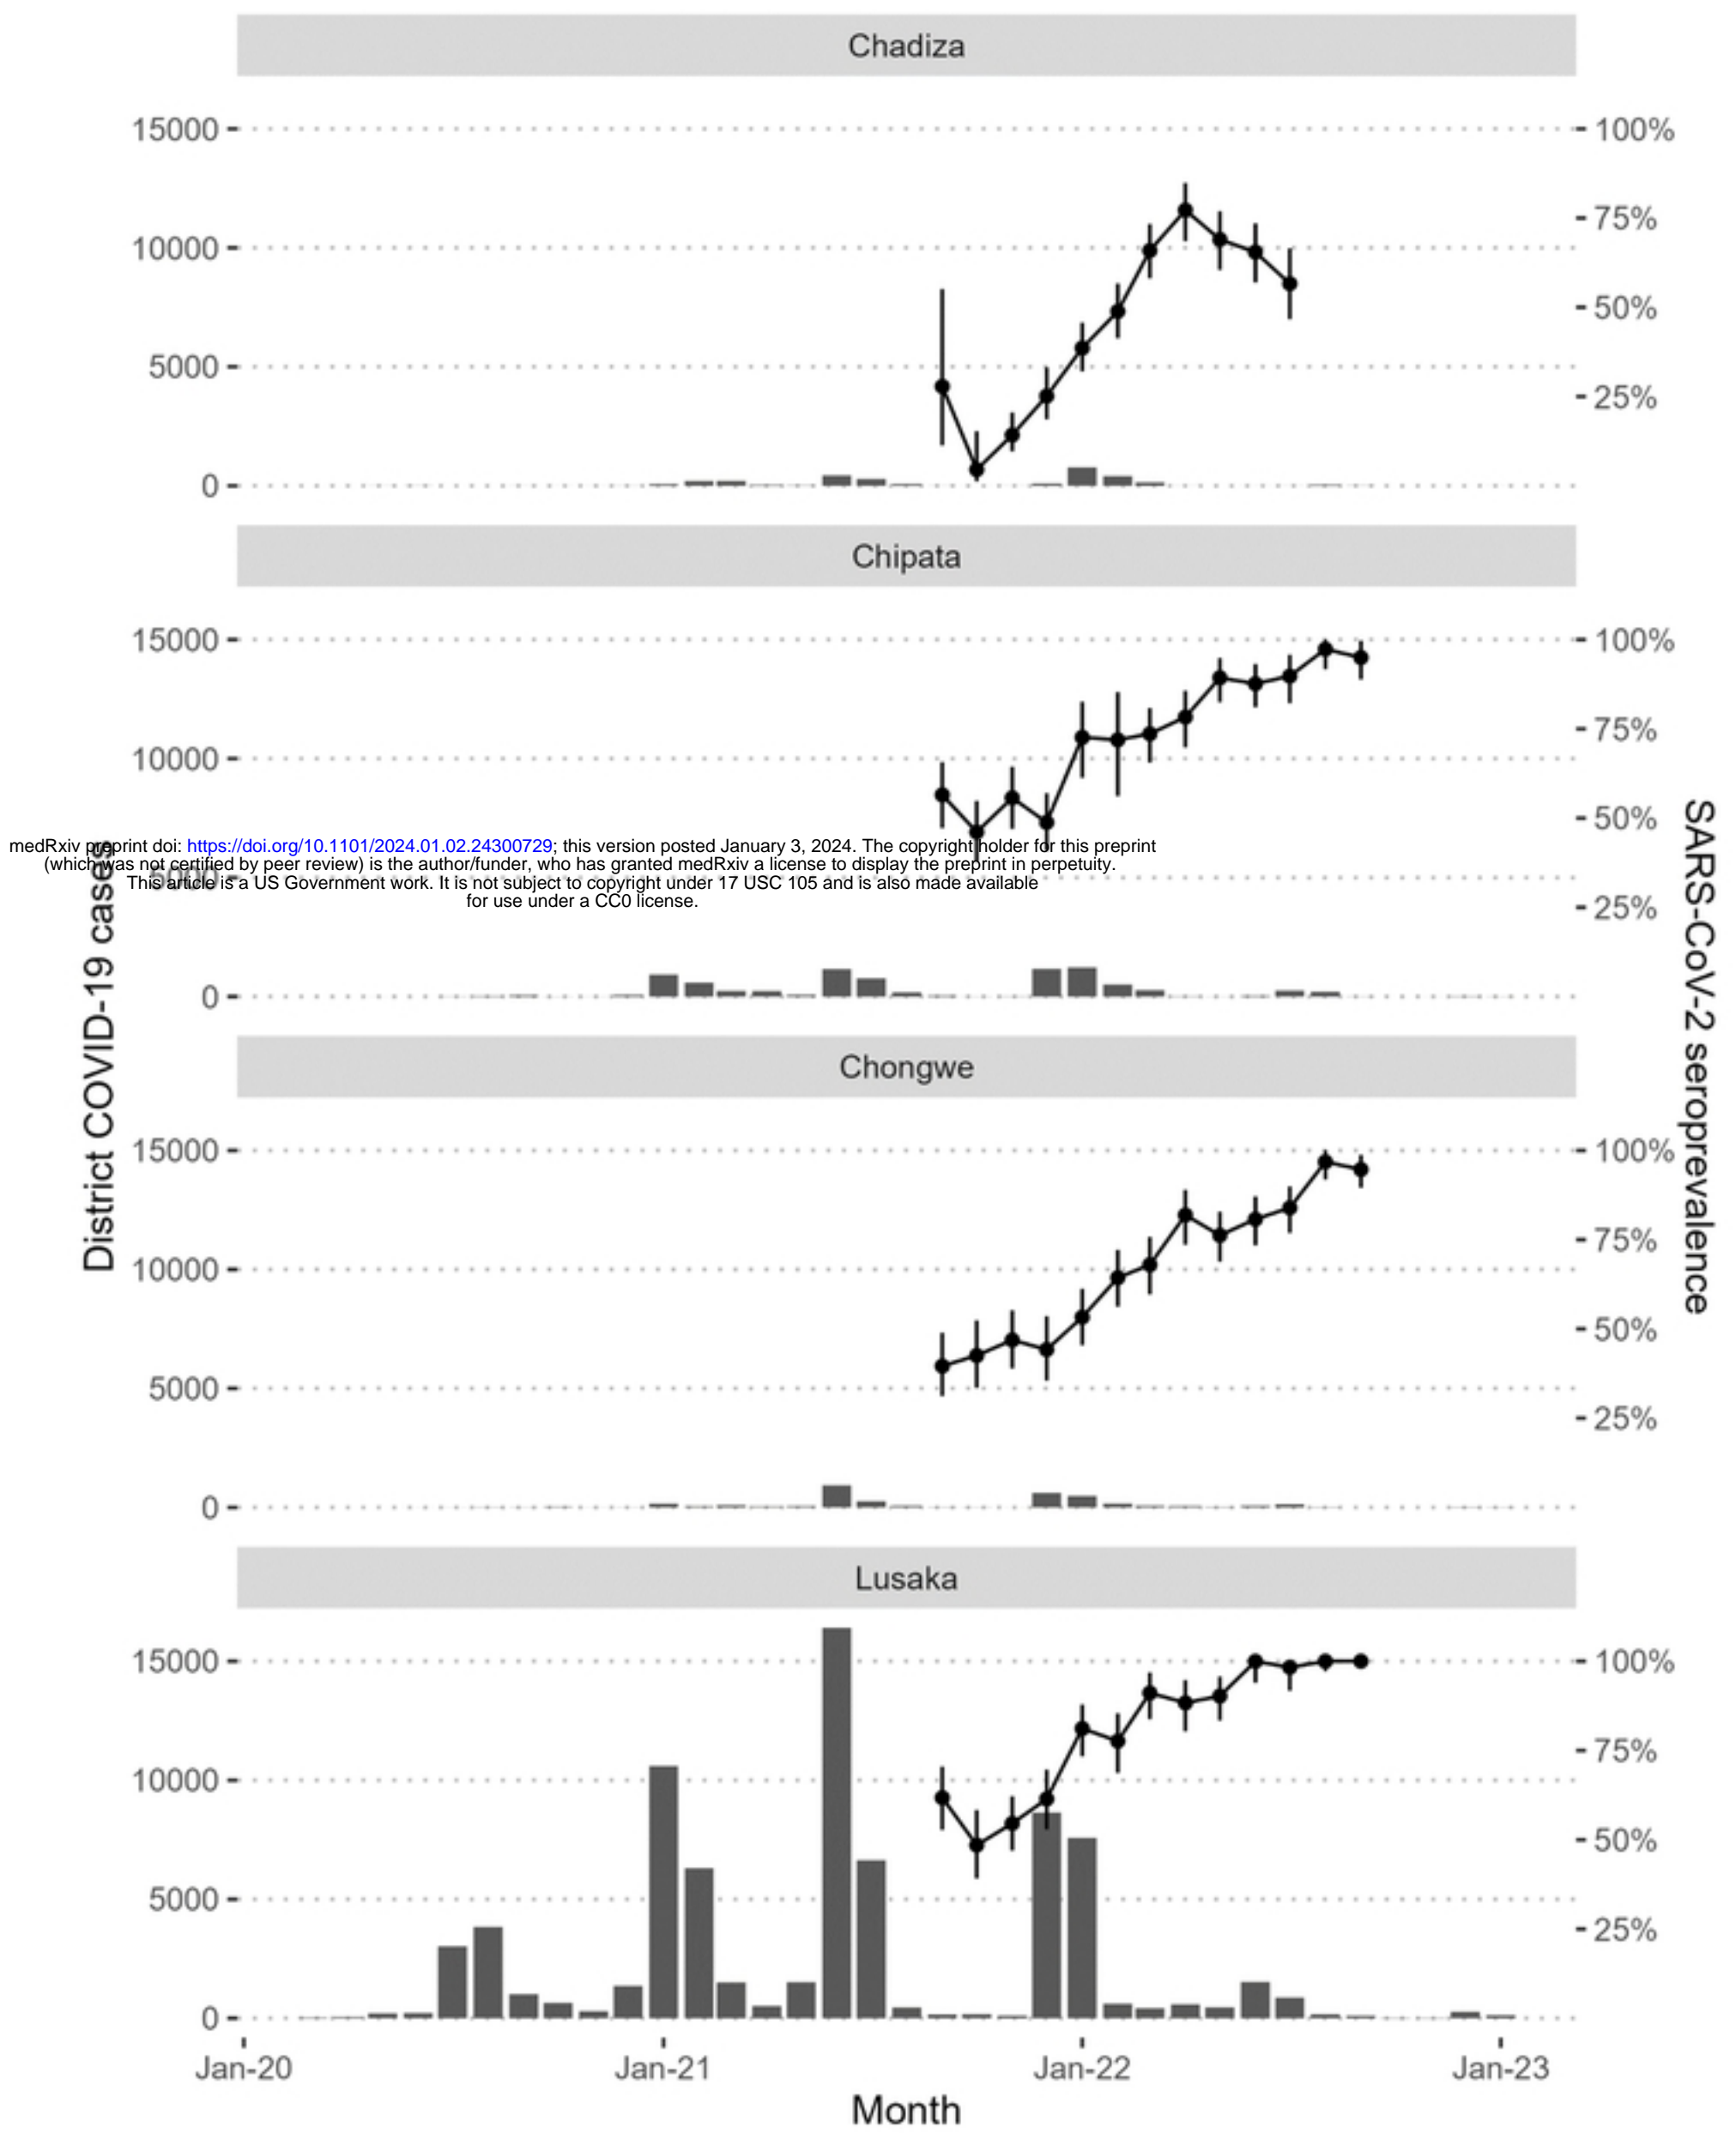 Chadiza
15000
100%
75%
10000
50%
5000
25%
0
Chipata
15000
100%
75%
10000
50%
medRxiv preprint doi: https://doi.org/10.1101/2024.01.02.24300729; this version posted January 3, 2024. The copyright holder for this preprint
(which was not certified by peer review) is the author/funder, who has granted medRxiv a license to display the preprint in perpetuity.
5000
This article is a US Government work. It is not subject to copyright under 17 USC 105 and is also made available
for use under a CC0 license.
25%
0
District COVID-19 cases
SARS-CoV-2 seroprevalence
Chongwe
15000
100%
75%
10000
50%
5000
25%
0
Lusaka
15000
100%
75%
10000
50%
5000
25%
0
Jan-20
Jan-21
Jan-22
Jan-23
Month